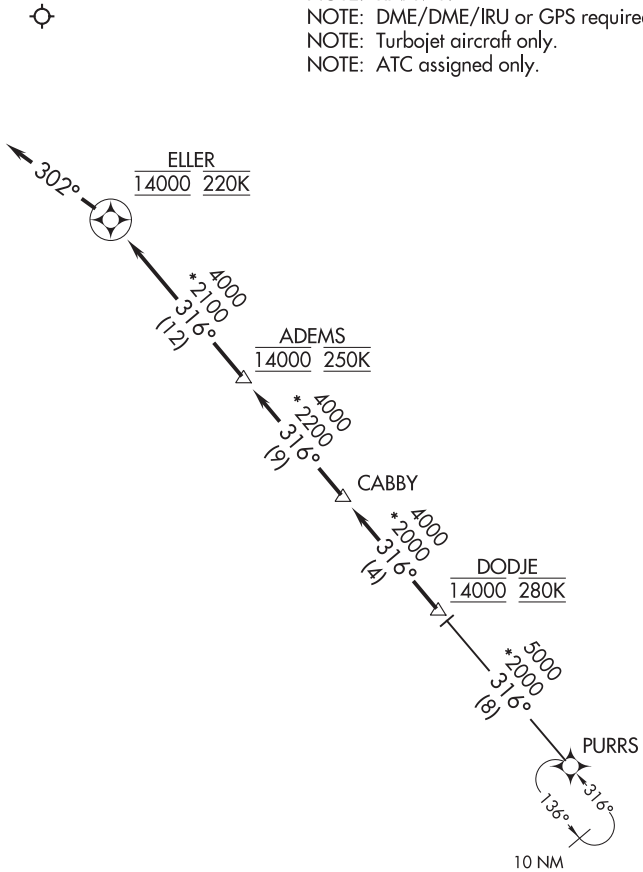 NOTE: DME/DME/IRU or GPS required
NOTE: Turbojet aircraft only.
NOTE: ATC assigned only.
302°
ELLER
14000 220K
4000
*2100
316°
(12)
ADEMS
14000 250K
4000
*2200
316°
(9)
CABBY
4000
*2000
316°
(4)
DODJE
14000 280K
5000
*2000
316°
(8)
PURRS
316°
136°
10 NM